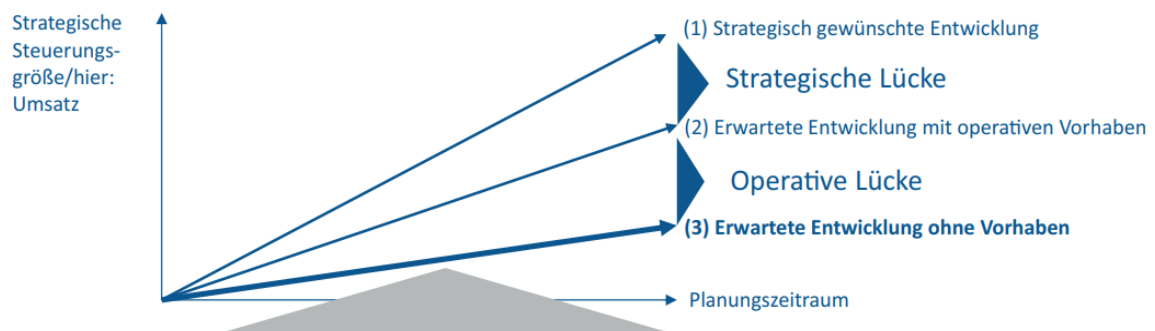 Strategische
Steuerungs-
größe/hier:
Umsatz
(1) Strategisch gewünschte Entwicklung
Strategische Lücke
(2) Erwartete Entwicklung mit operativen Vorhaben
Operative Lücke
(3) Erwartete Entwicklung ohne Vorhaben
Planungszeitraum